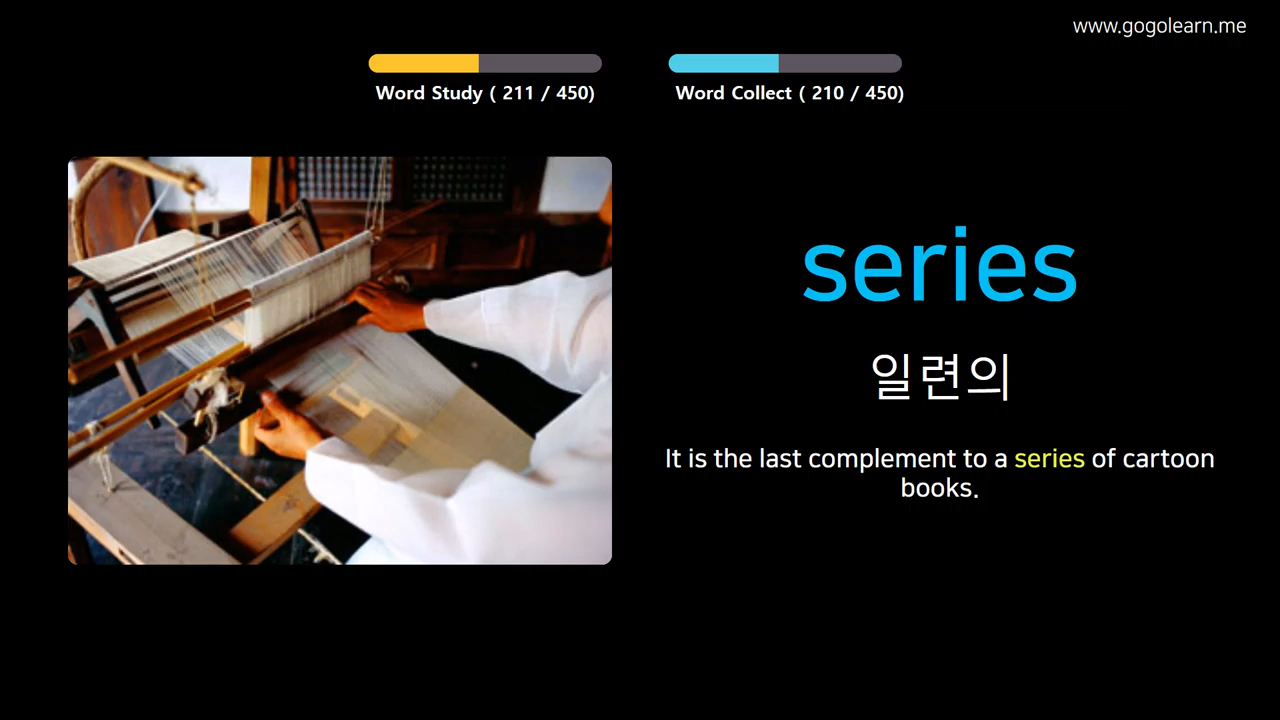 www.gogolearn.me
Word Study ( 211 / 450)
Word Collect ( 210 / 450)
series
일련의
It is the last complement to a series of cartoon
books.